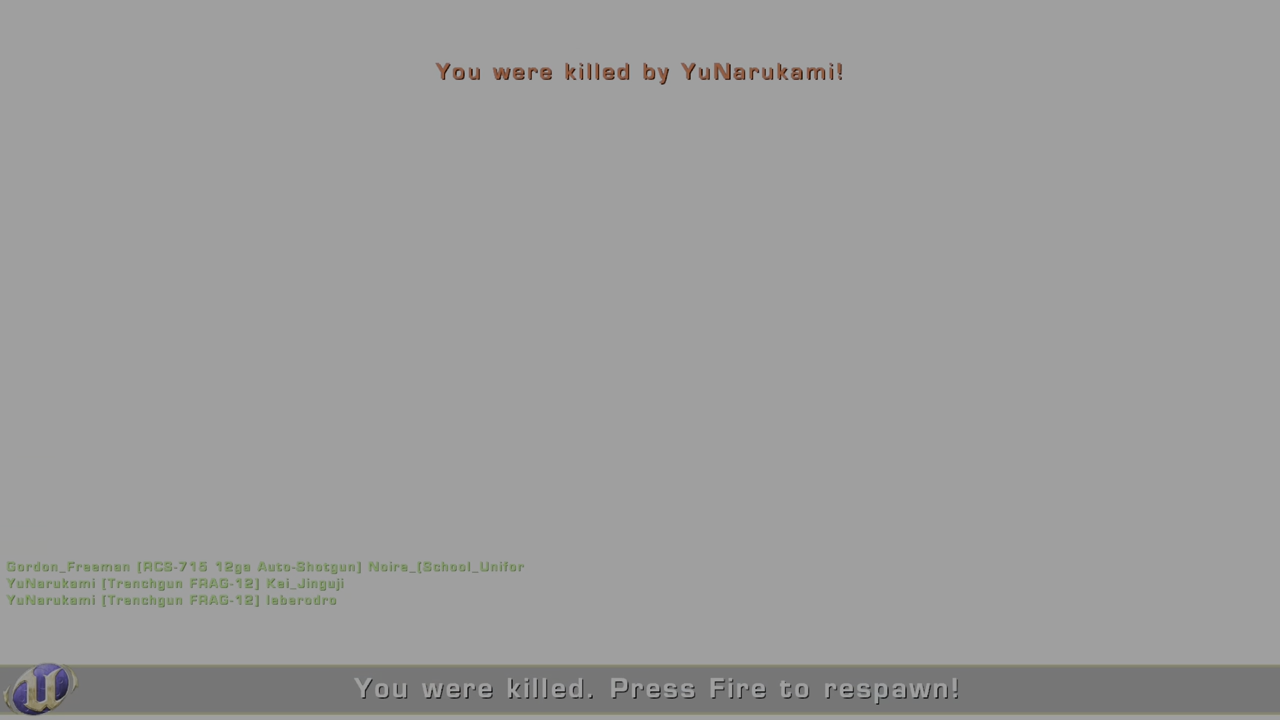 You were killed by YuNarukami!
Gordon_Freeman [RCS-715 12ga Auto-Shotgun] Noire_(School_Unifor
YuNarukami [Trenchgun FRAG-12] Kei_Jinguji
YuNarukami [Trenchgun FRAG-12] laberodro
You were killed. Press Fire to respawn!